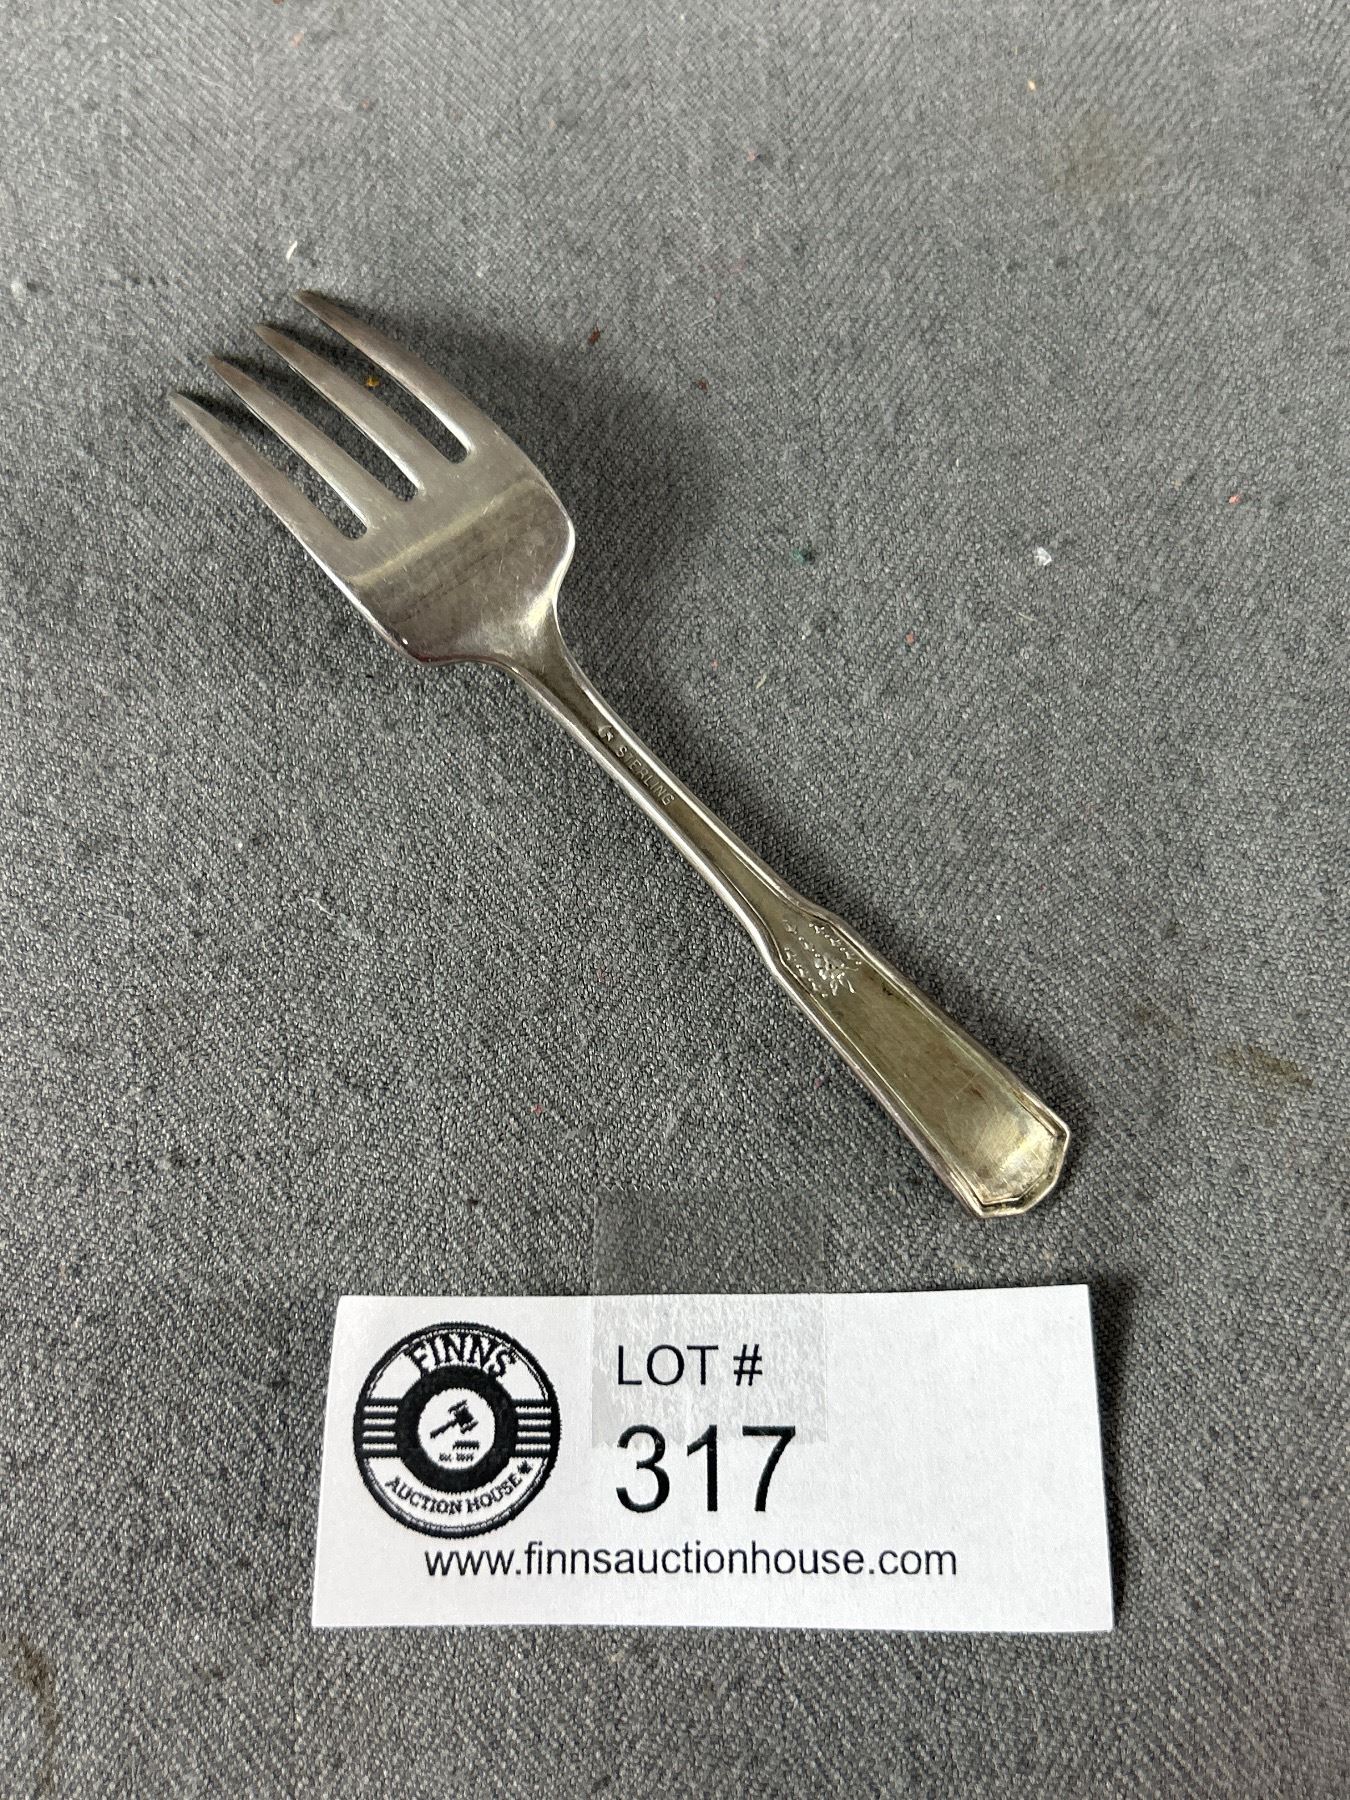 G STERLING
FINNS
AUCTION HOUSE
LOT #
317
www.finnsauctionhouse.com